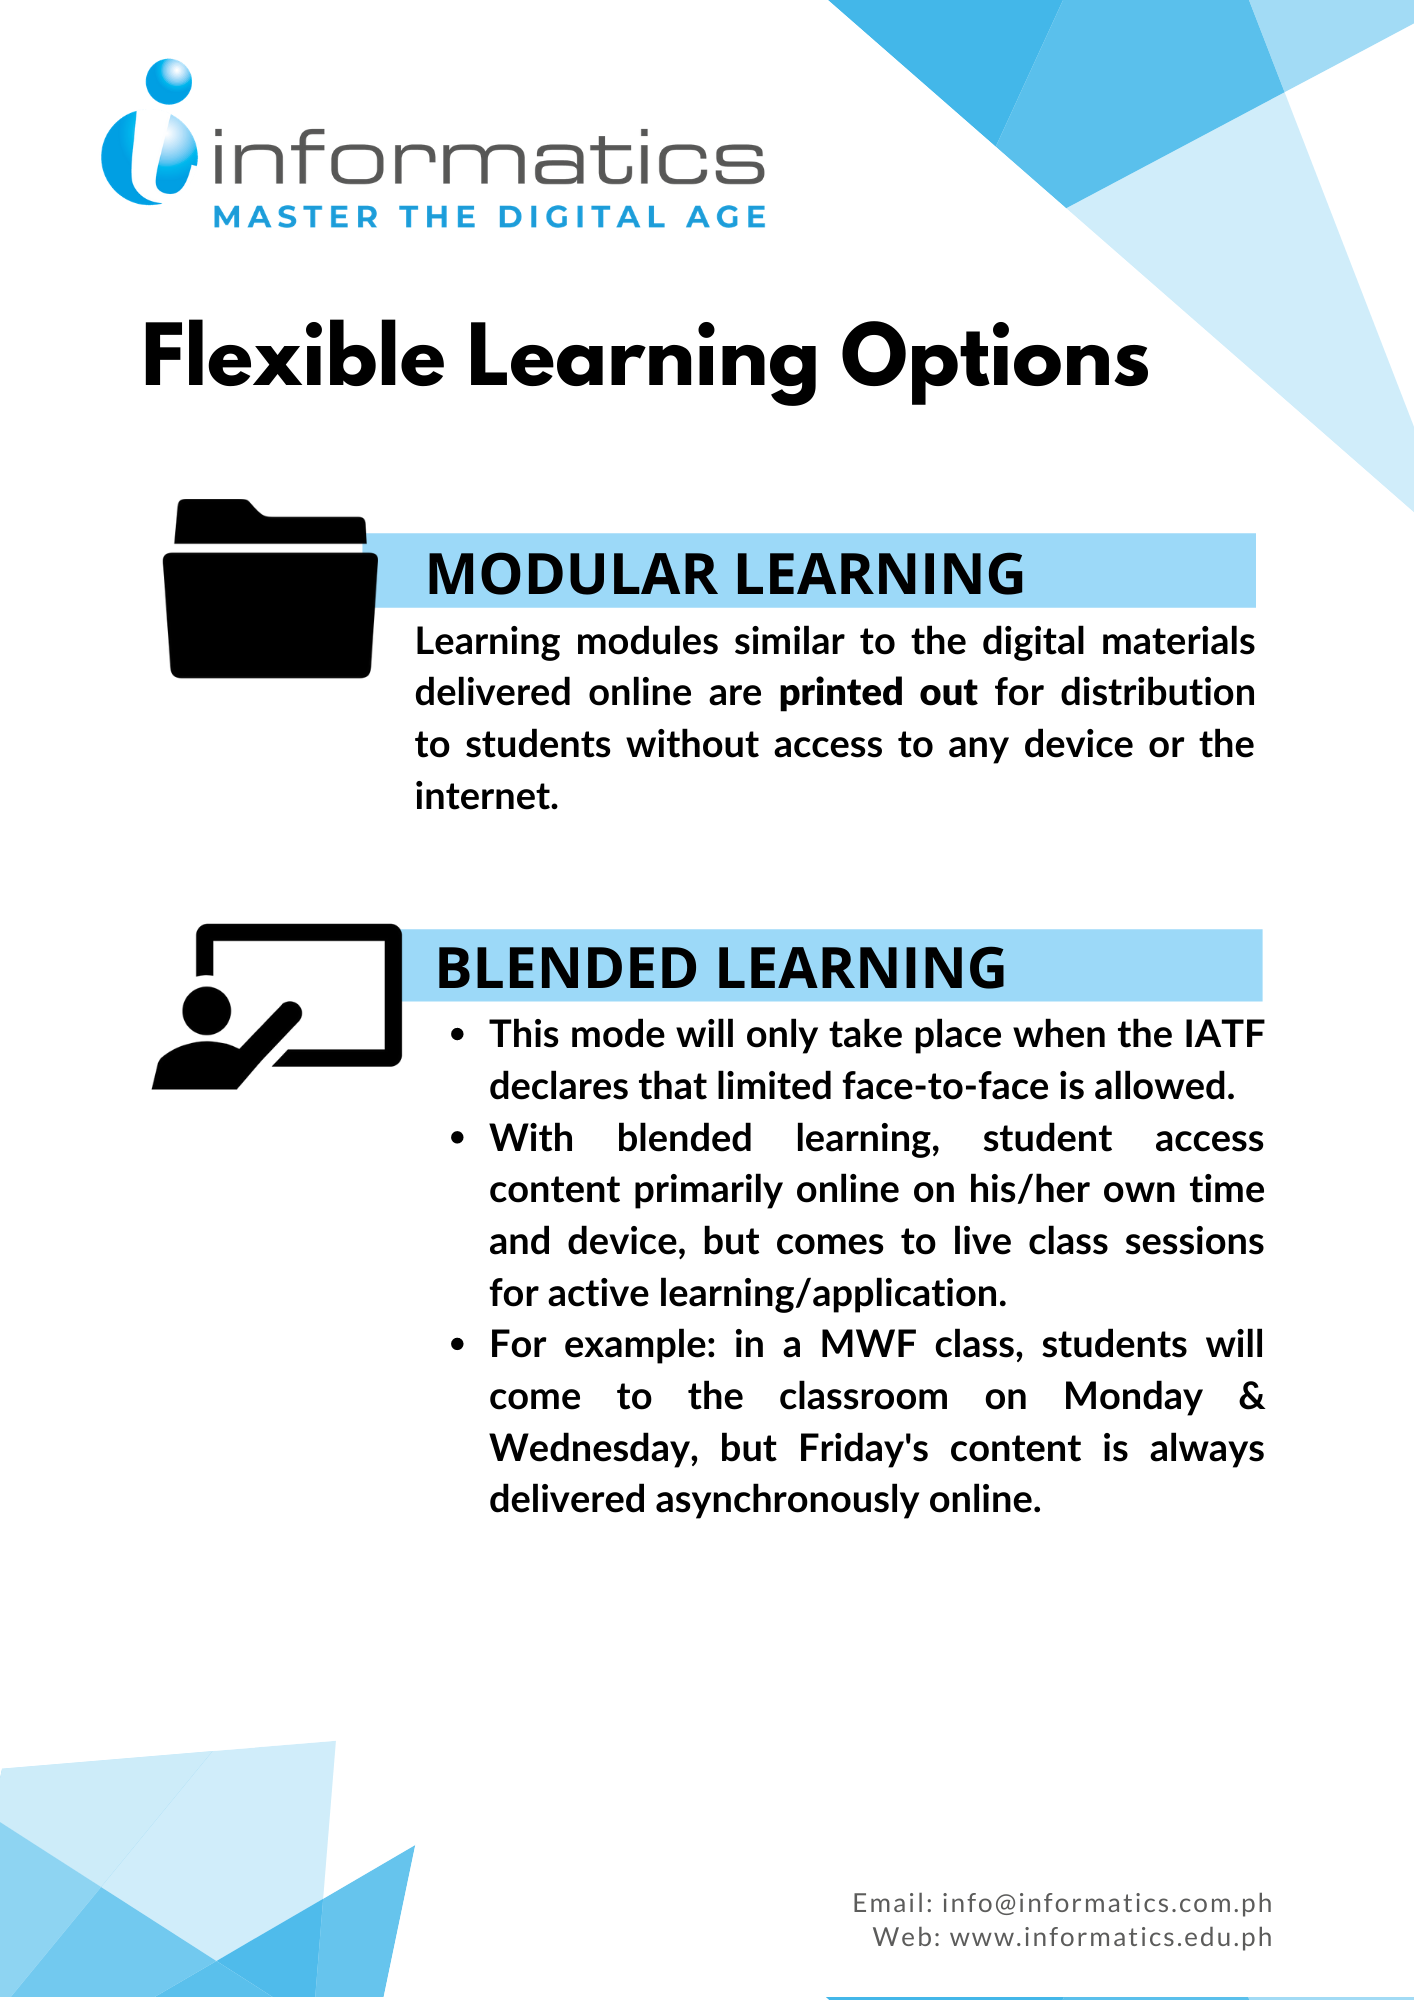 informatics
MASTER THE DIGITAL AGE
Flexible Learning Options
MODULAR LEARNING
Learning modules similar to the digital materials
delivered online are printed out for distribution
to students without access to any device or the
internet.
BLENDED LEARNING
• This mode will only take place when the IATF
declares that limited face-to-face is allowed.
• With blended learning, student access
content primarily online on his/her own time
and device, but comes to live class sessions
for active learning/application.
• For example: in a MWF class, students will
come to the classroom on Monday &
Wednesday, but Friday's content is always
delivered asynchronously online.
Email: info@informatics.com.ph
Web: www.informatics.edu.ph